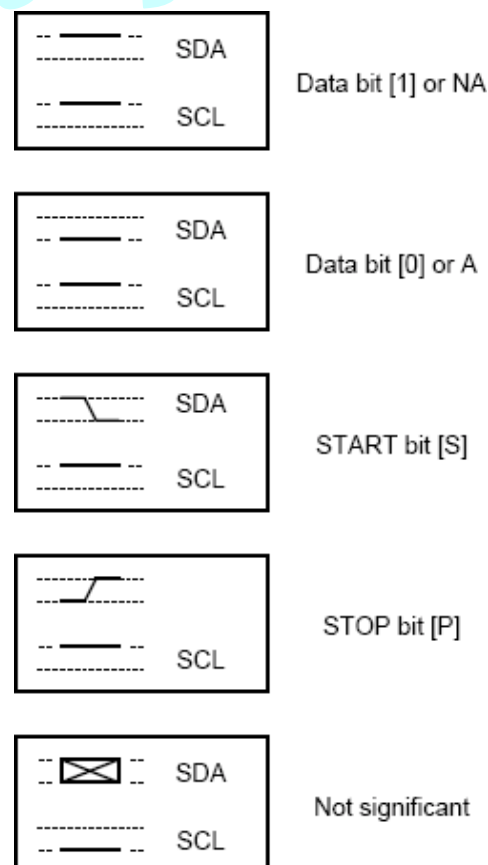 SDA
SCL
Data bit [1] or NA
SDA
SCL
Data bit [0] or A
SDA
SCL
START bit [S]
SCL
STOP bit [P]
SDA
SCL
Not significant